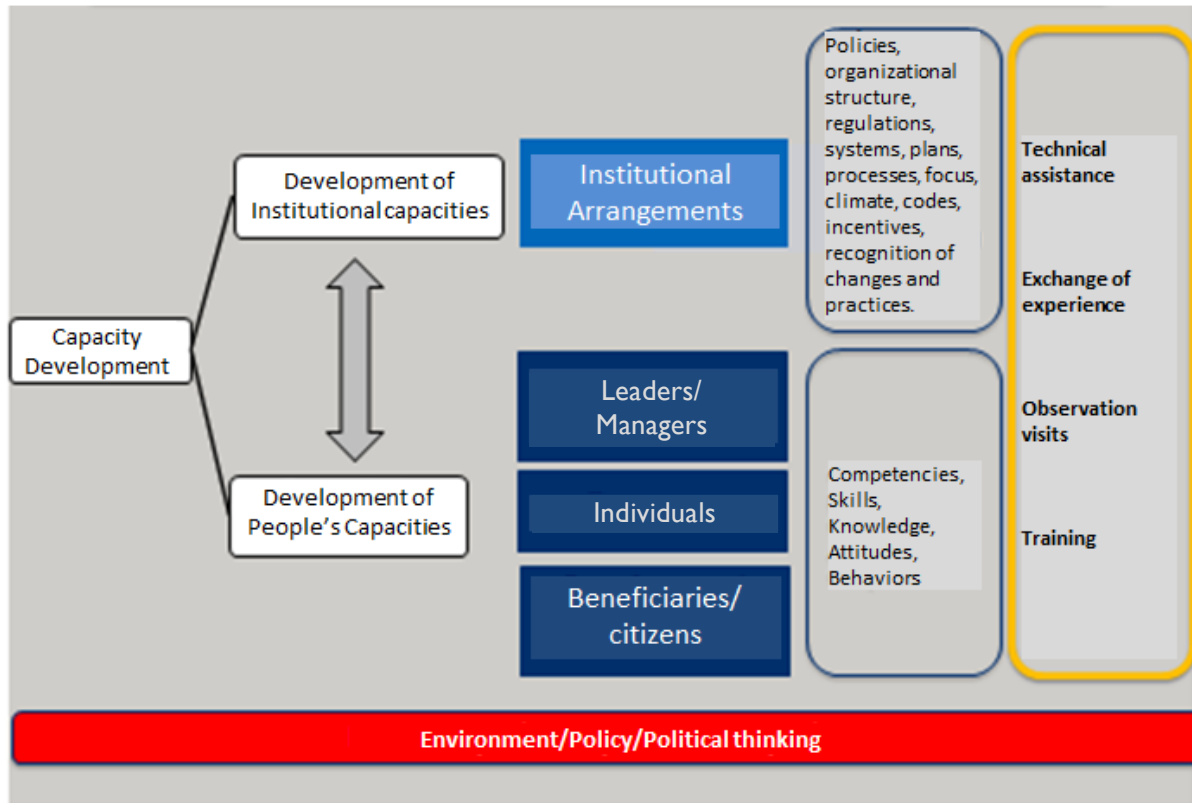 Capacity
Development
Development of
Institutional capacities
Development of
People's Capacities
Institutional
Arrangements
Leaders/
Managers
Individuals
Beneficiaries/
citizens
Policies,
organizational
structure,
regulations,
systems, plans,
processes, focus,
climate, codes,
incentives,
recognition of
changes and
practices.
Competencies,
Skills,
Knowledge,
Attitudes,
Behaviors
Technical
assistance
Exchange of
experience
Observation
visits
Training
Environment/Policy/Political thinking